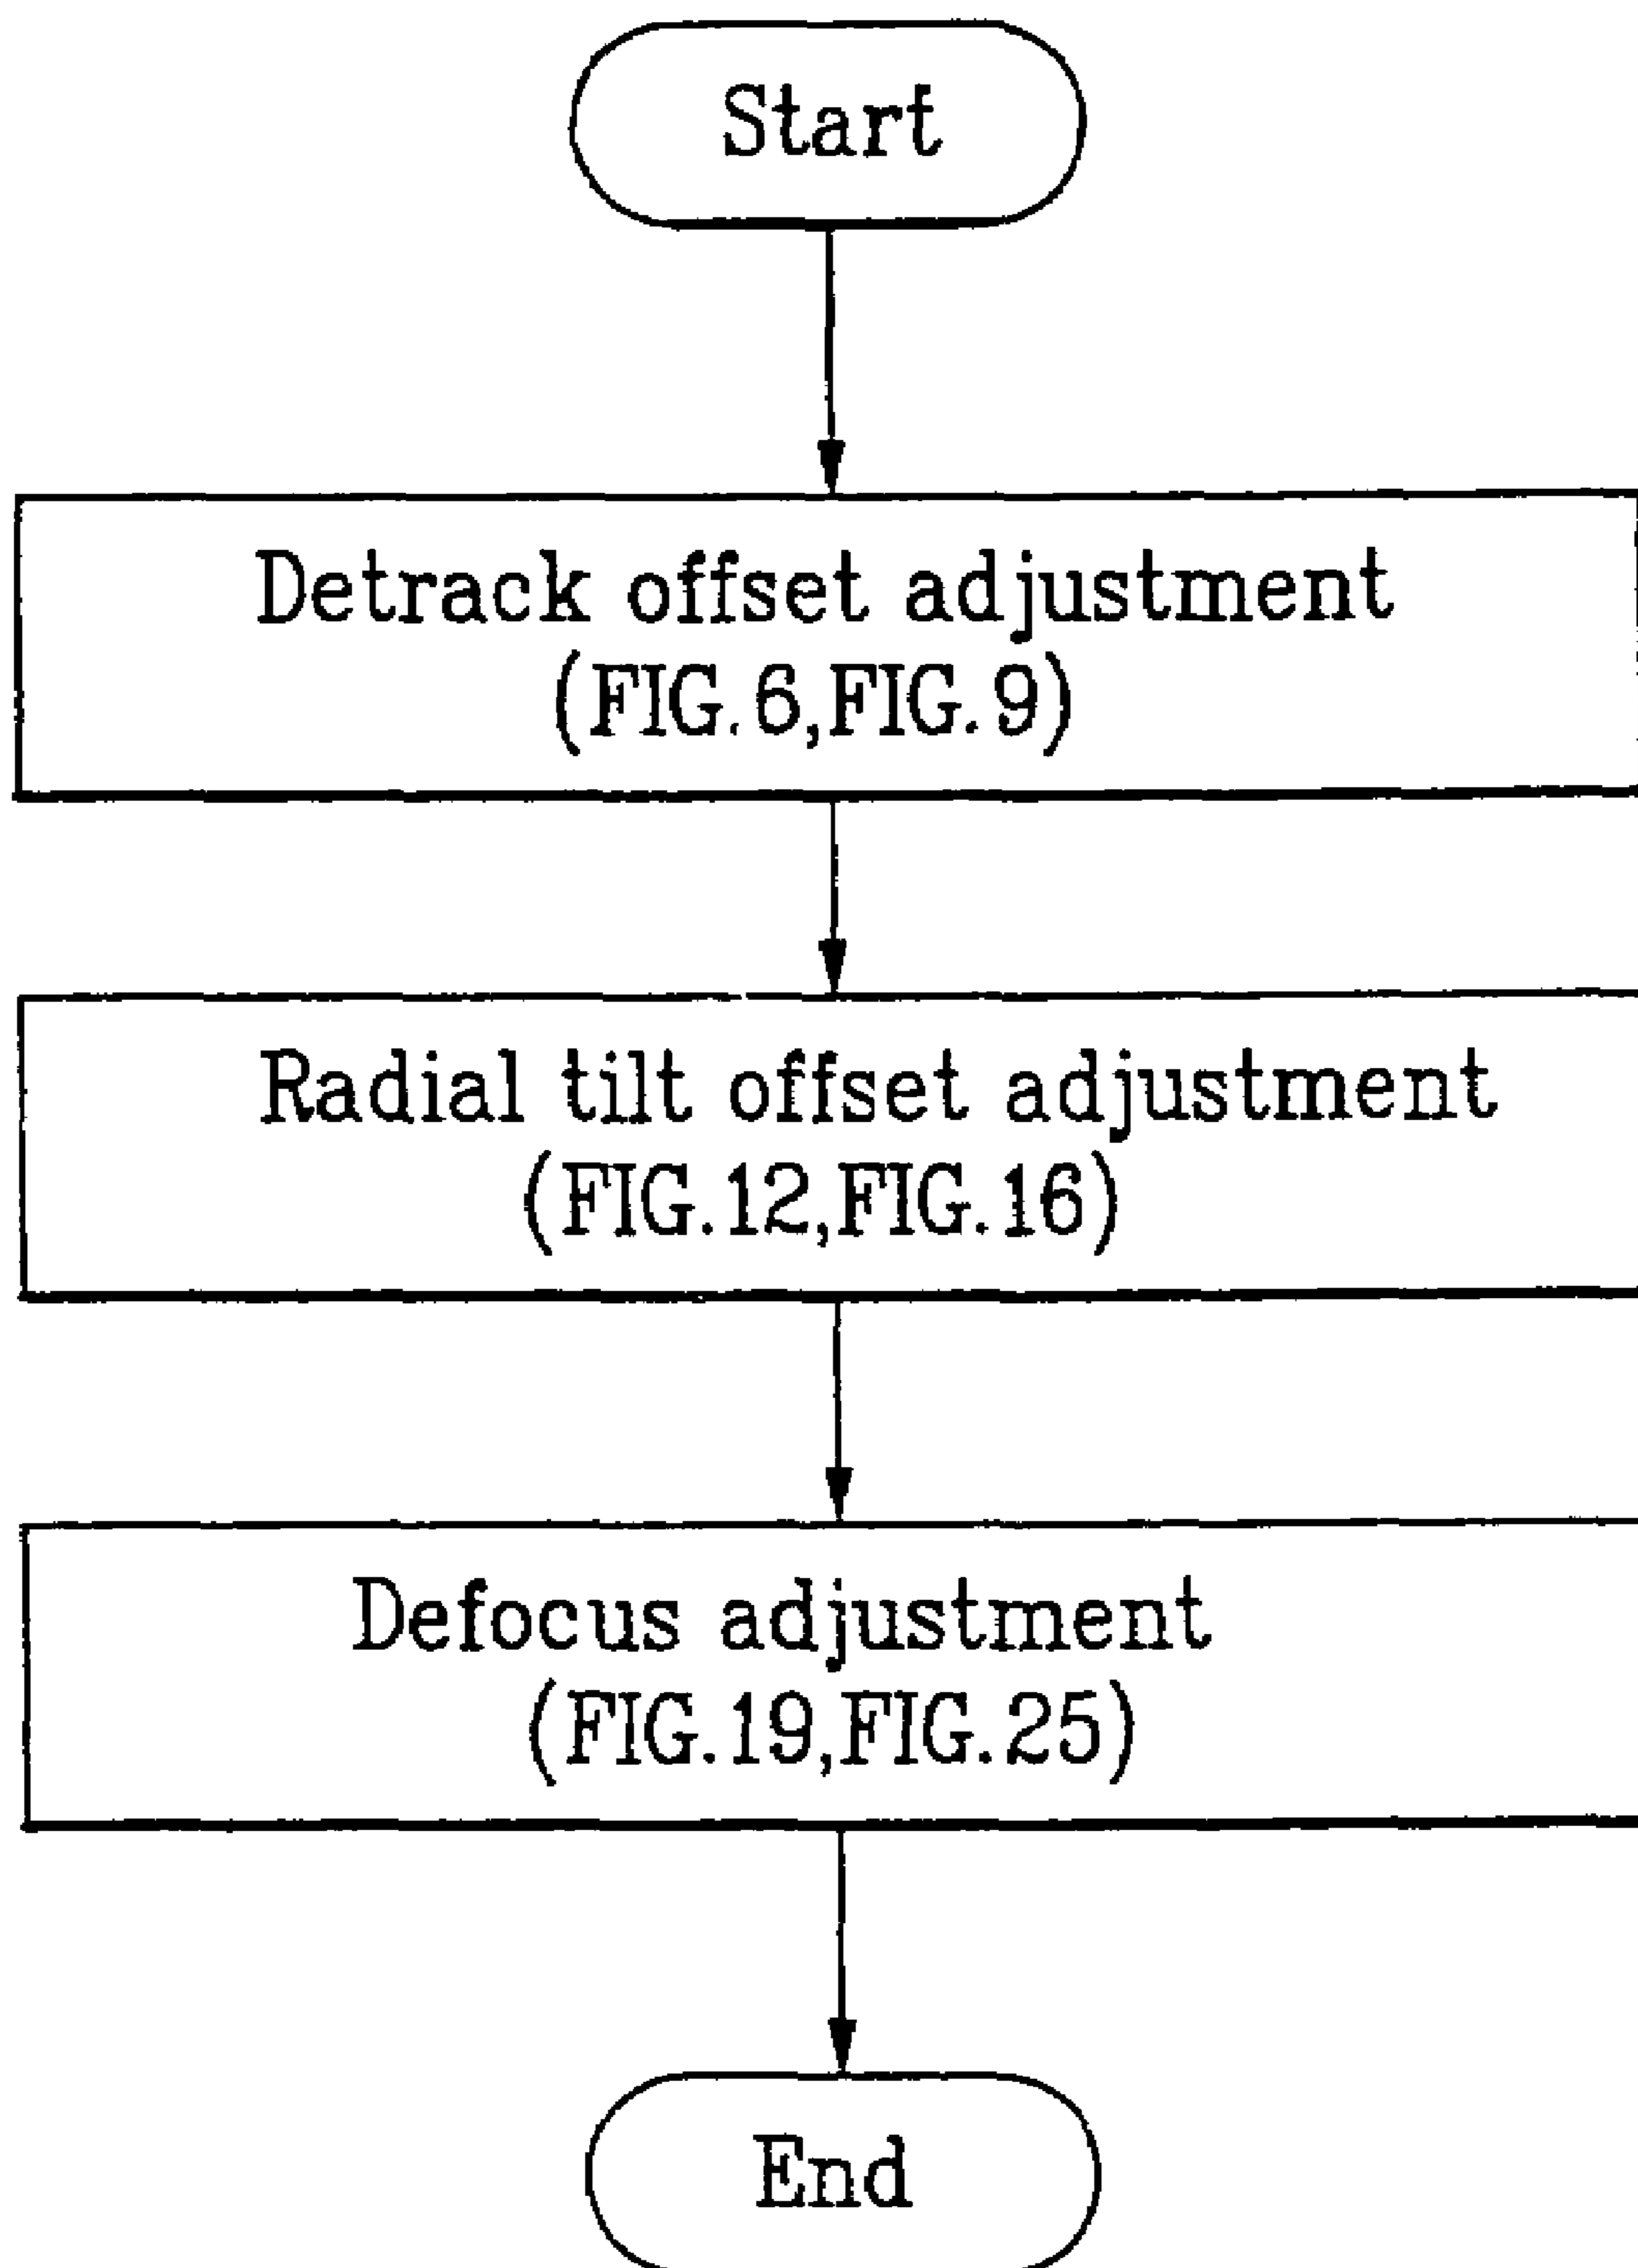 Start
Detrack offset adjustment
(FIG.6,FIG.9)
Radial tilt offset adjustment
(FIG.12,FIG.16)
Defocus adjustment
(FIG.19,FIG.25)
End